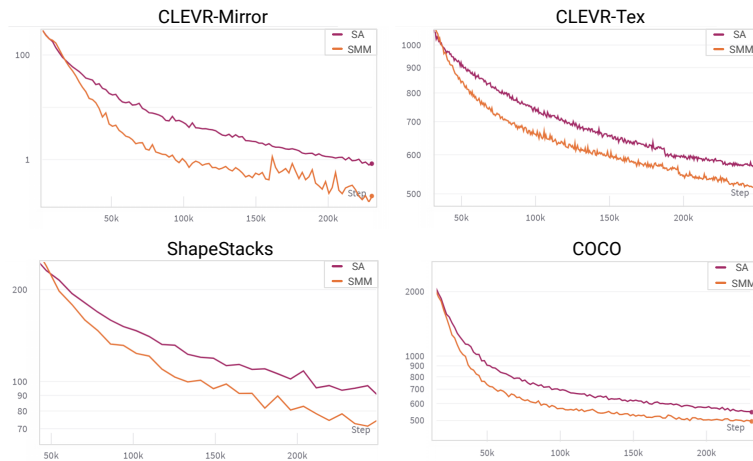 CLEVR-Mirror
SA
SMM
100
1
Step
50k
100k
150k
200k
CLEVR-Tex
SA
SMM
1000
900
800
700
600
500
Step
50k
100k
200k
ShapeStacks
SA
SMM
200
100
90
80
70
Step
50k
100k
150k
200k
COCO
SA
SMM
2000
1000
900
800
700
600
500
Step
50k
100k
150k
200k